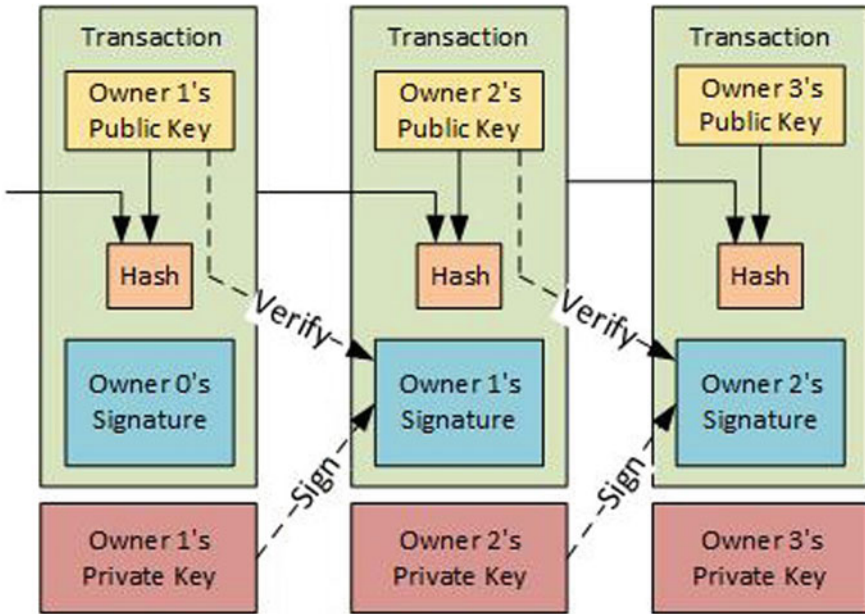 Transaction
Owner 1's
Public Key
Hash
Verify
Owner 0's
Signature
Sign
Owner 1's
Private Key
Transaction
Owner 2's
Public Key
Hash
Verify
Owner 1's
Signature
Sign
Owner 2's
Private Key
Transaction
Owner 3's
Public Key
Hash
Owner 2's
Signature
Owner 3's
Private Key